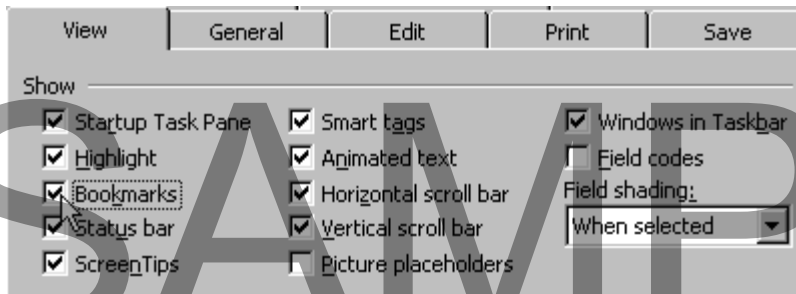 View General Edit Print Save
Show
Startup Task Pane Smart tags Windows in Taskbar
Highlight Animated text Field codes
Bookmarks Horizontal scroll bar Field shading:
Status bar Vertical scroll bar When selected
ScreenTips Picture placeholders
SAMP